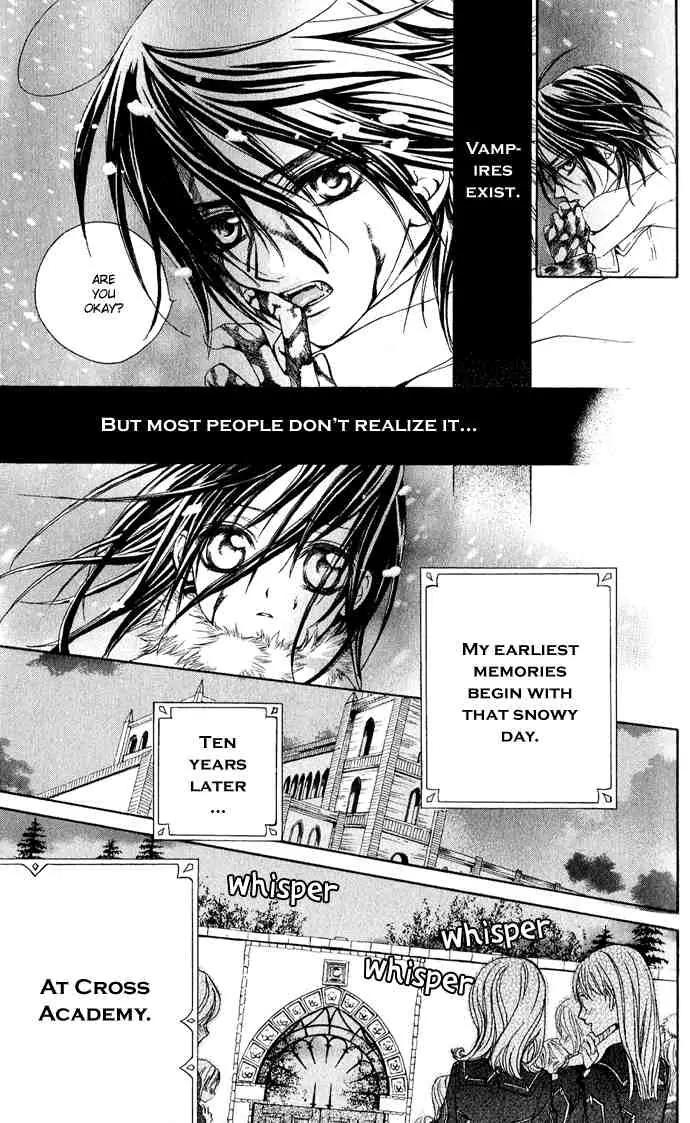 VAMP-
IRES
EXIST.
ARE
YOU
OKAY?
BUT MOST PEOPLE DON'T REALIZE IT...
MY EARLIEST
MEMORIES
BEGIN WITH
THAT SNOWY
DAY.
TEN
YEARS
LATER
...
AT CROSS
ACADEMY.
whisper
whisper
whisper